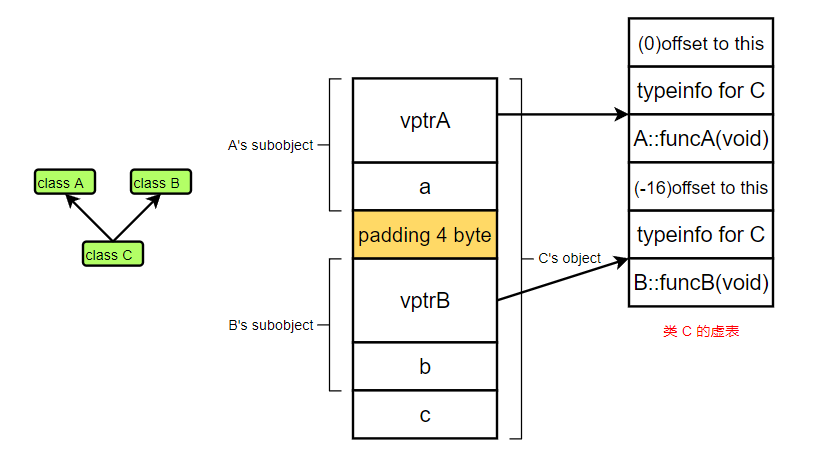 class A
class B
class C
A's subobject
B's subobject
vptrA
a
padding 4 byte
vptrB
b
c
C's object
(0)offset to this
typeinfo for C
A::funcA(void)
(-16)offset to this
typeinfo for C
B::funcB(void)
类 C 的虚表